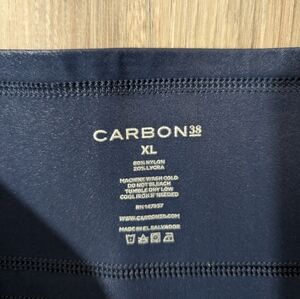 CARBON38
XL
80% NYLON
20% LYCRA
MACHINE WASH COLD
DO NOT BLEACH
TUMBLE DRY LOW
COOL IRON IF NEEDED
WWW.CARBON38.COM
MADE IN EL SALVADOR